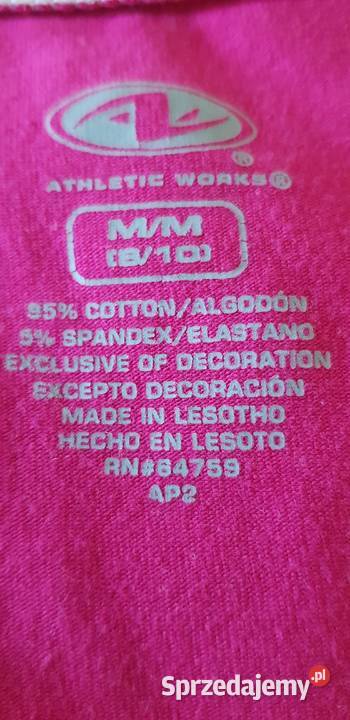 ATHLETIC WORKS®
M/M
(8/10)
95% COTTON/ALGODÓN
5% SPANDEX/ELASTANO
EXCLUSIVE OF DECORATION
EXCEPTO DECORACIÓN
MADE IN LESOTHO
HECHO EN LESOTO
RN#64759
AP2
Sprzedajemy.pl